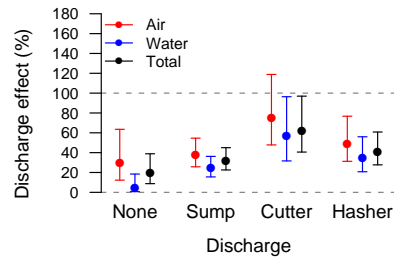 180
160
140
120
100
80
60
40
20
0
Discharge effect (%)
Air
Water
Total
None Sump Cutter Hasher
Discharge